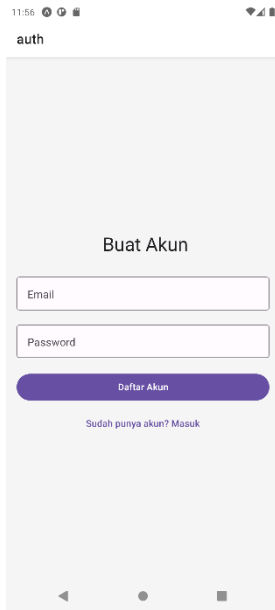 11:56
auth
Buat Akun
Email
Password
Daftar Akun
Sudah punya akun? Masuk